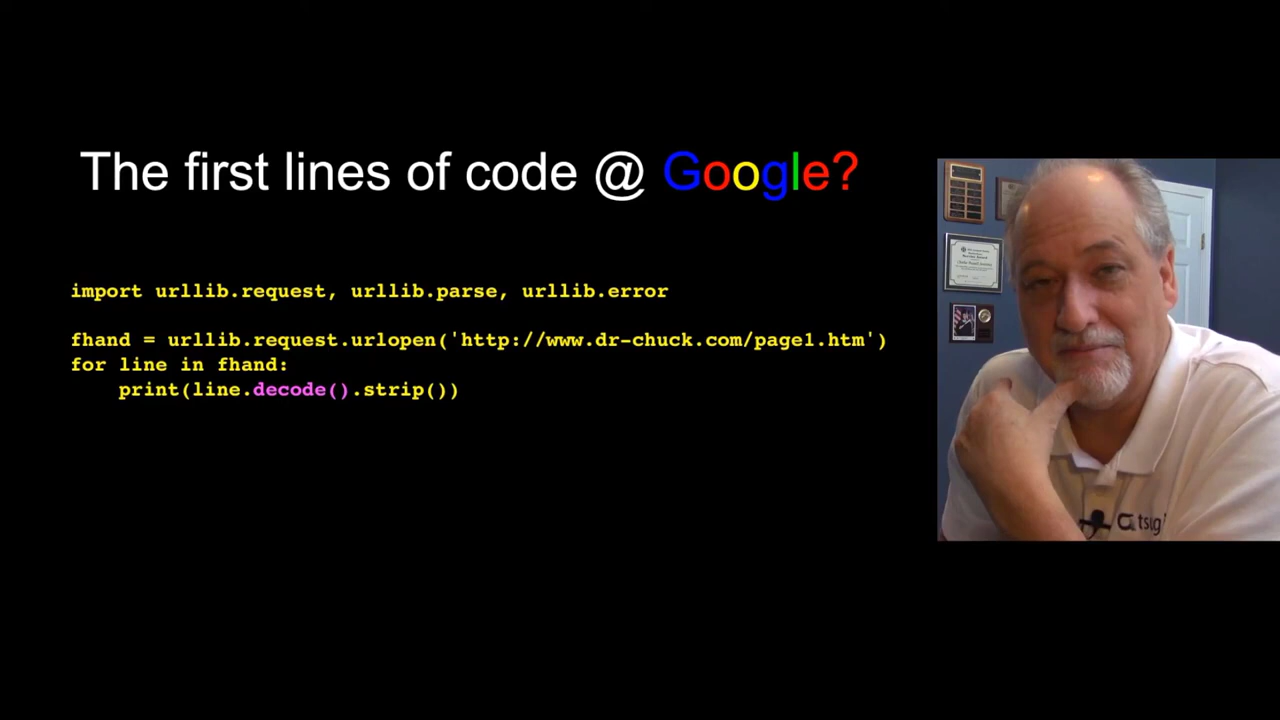 The first lines of code @ Google?
import urllib.request, urllib.parse, urllib.error
fhand = urllib.request.urlopen('http://www.dr-chuck.com/page1.htm')
for line in fhand:
    print(line.decode().strip())
tsug